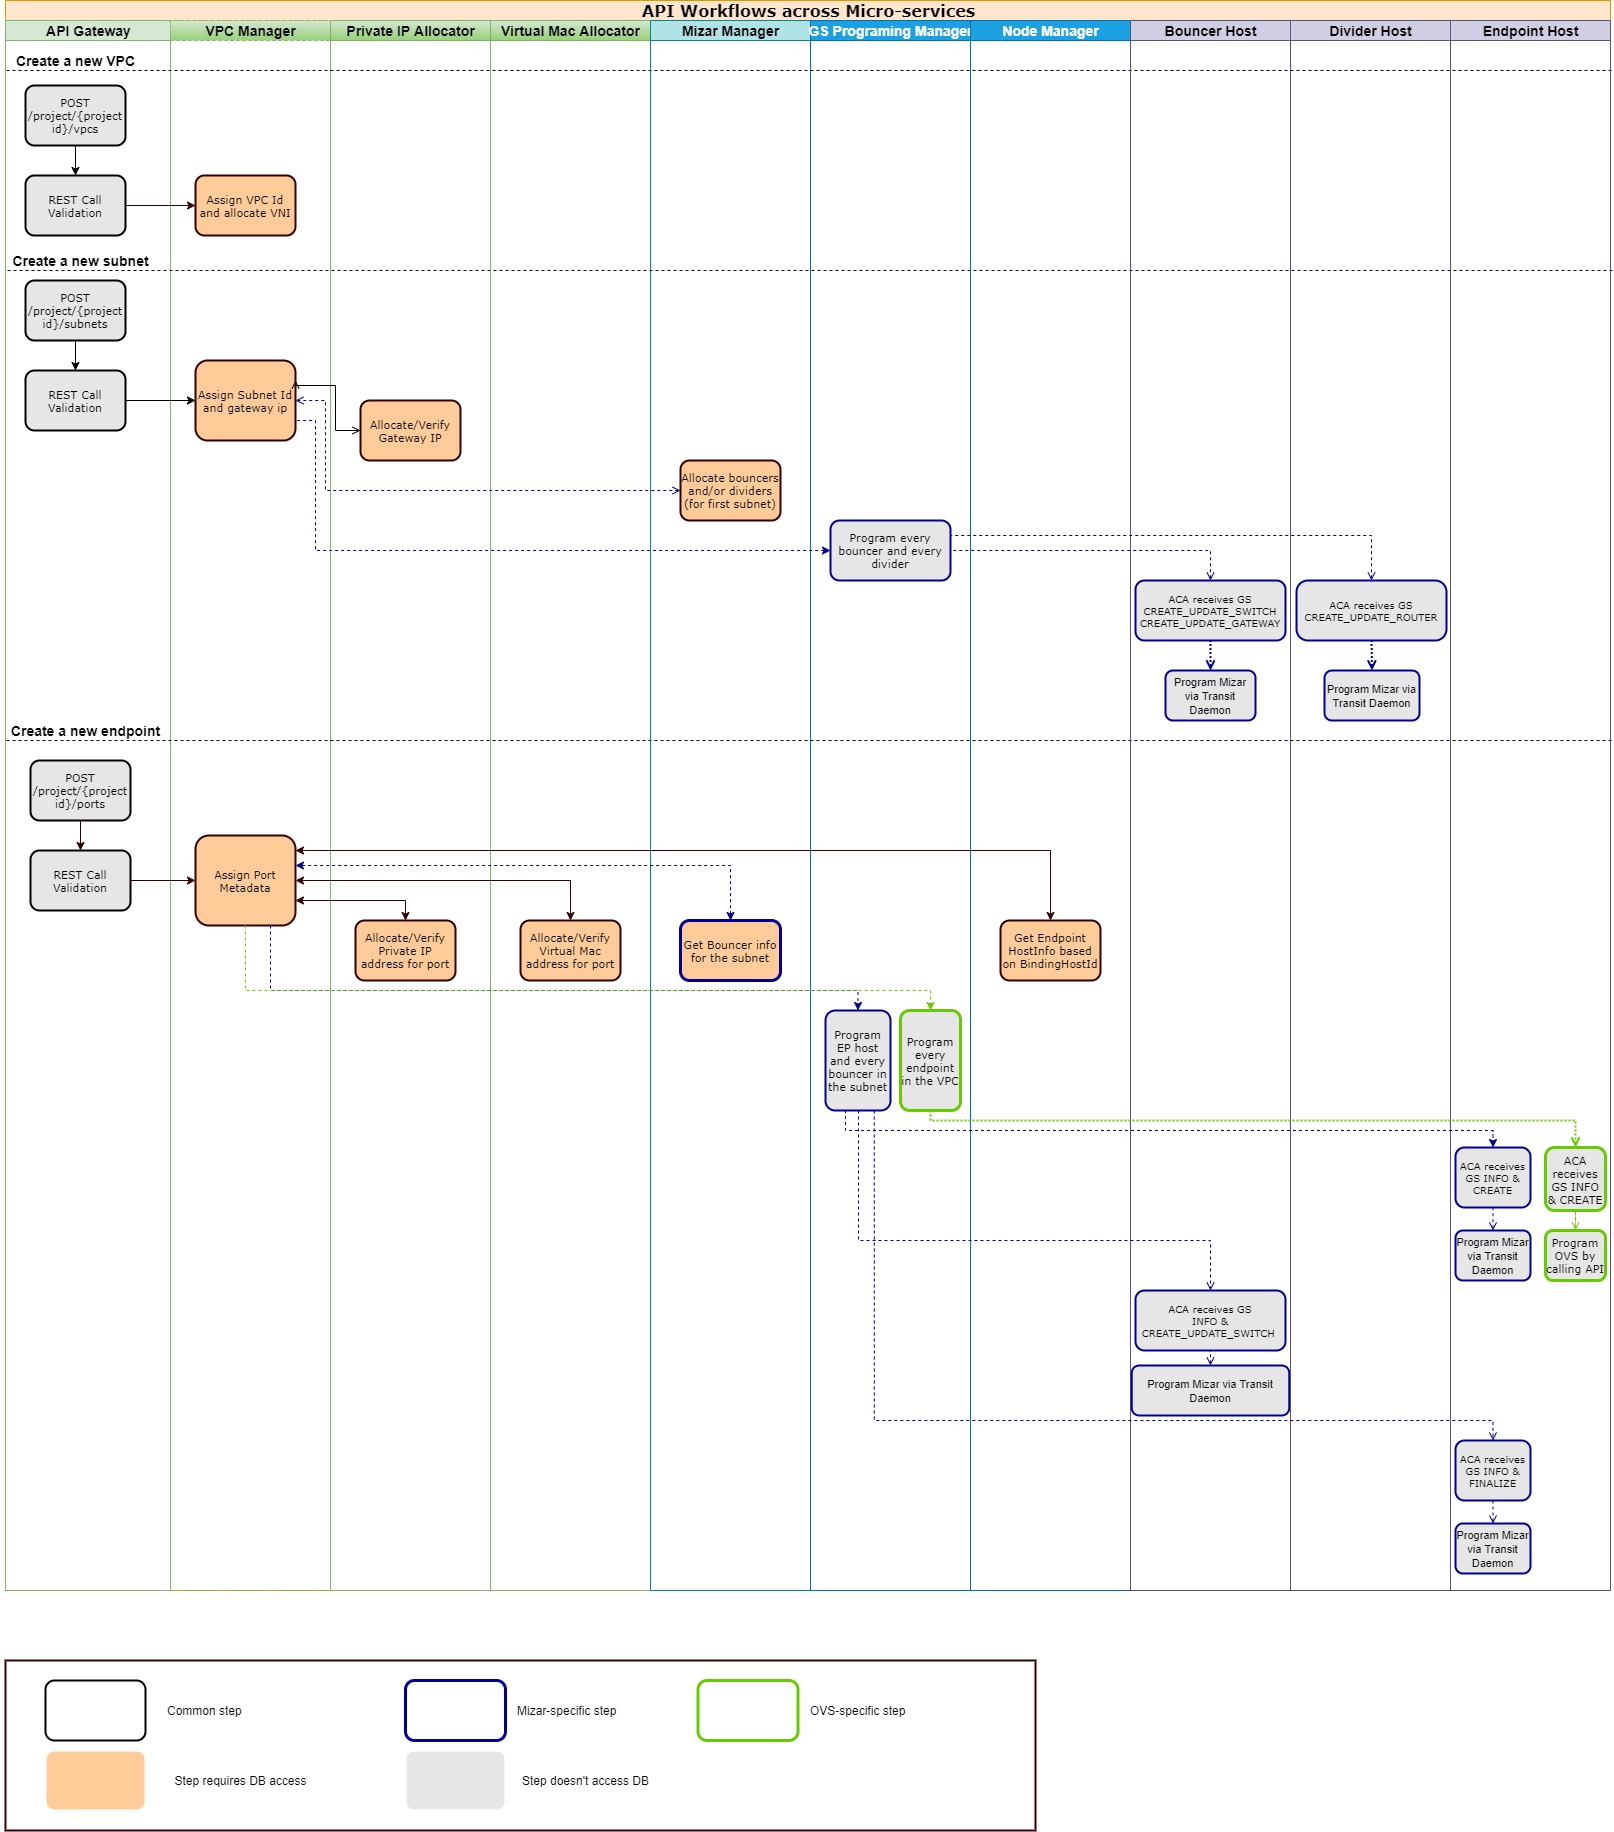 API Workflows across Micro-services
API Gateway
VPC Manager
Private IP Allocator
Virtual Mac Allocator
Mizar Manager
GS Programing Manager
Node Manager
Bouncer Host
Divider Host
Endpoint Host
Create a new VPC
POST
/project/{project
id}/vpcs
REST Call
Validation
Assign VPC Id
and allocate VNI
Create a new subnet
POST
/project/{project
id}/subnets
REST Call
Validation
Assign Subnet Id
and gateway ip
Allocate/Verify
Gateway IP
Allocate bouncers
and/or dividers
(for first subnet)
Program every
bouncer and every
divider
ACA receives GS
CREATE_UPDATE_SWITCH
CREATE_UPDATE_GATEWAY
ACA receives GS
CREATE_UPDATE_ROUTER
Program Mizar
via Transit
Daemon
Program Mizar via
Transit Daemon
Create a new endpoint
POST
/project/{project
id}/ports
REST Call
Validation
Assign Port
Metadata
Allocate/Verify
Private IP
address for port
Allocate/Verify
Virtual Mac
address for port
Get Bouncer info
for the subnet
Get Endpoint
HostInfo based
on BindingHostId
Program
EP host
and every
bouncer in
the subnet
Program
every
endpoint
in the VPC
ACA receives
GS INFO &
CREATE
ACA
receives
GS INFO
& CREATE
Program Mizar
via Transit
Daemon
Program
OVS by
calling API
ACA receives GS
INFO &
CREATE_UPDATE_SWITCH
Program Mizar via Transit
Daemon
ACA receives
GS INFO &
FINALIZE
Program Mizar
via Transit
Daemon
Common step
Mizar-specific step
OVS-specific step
Step requires DB access
Step doesn't access DB